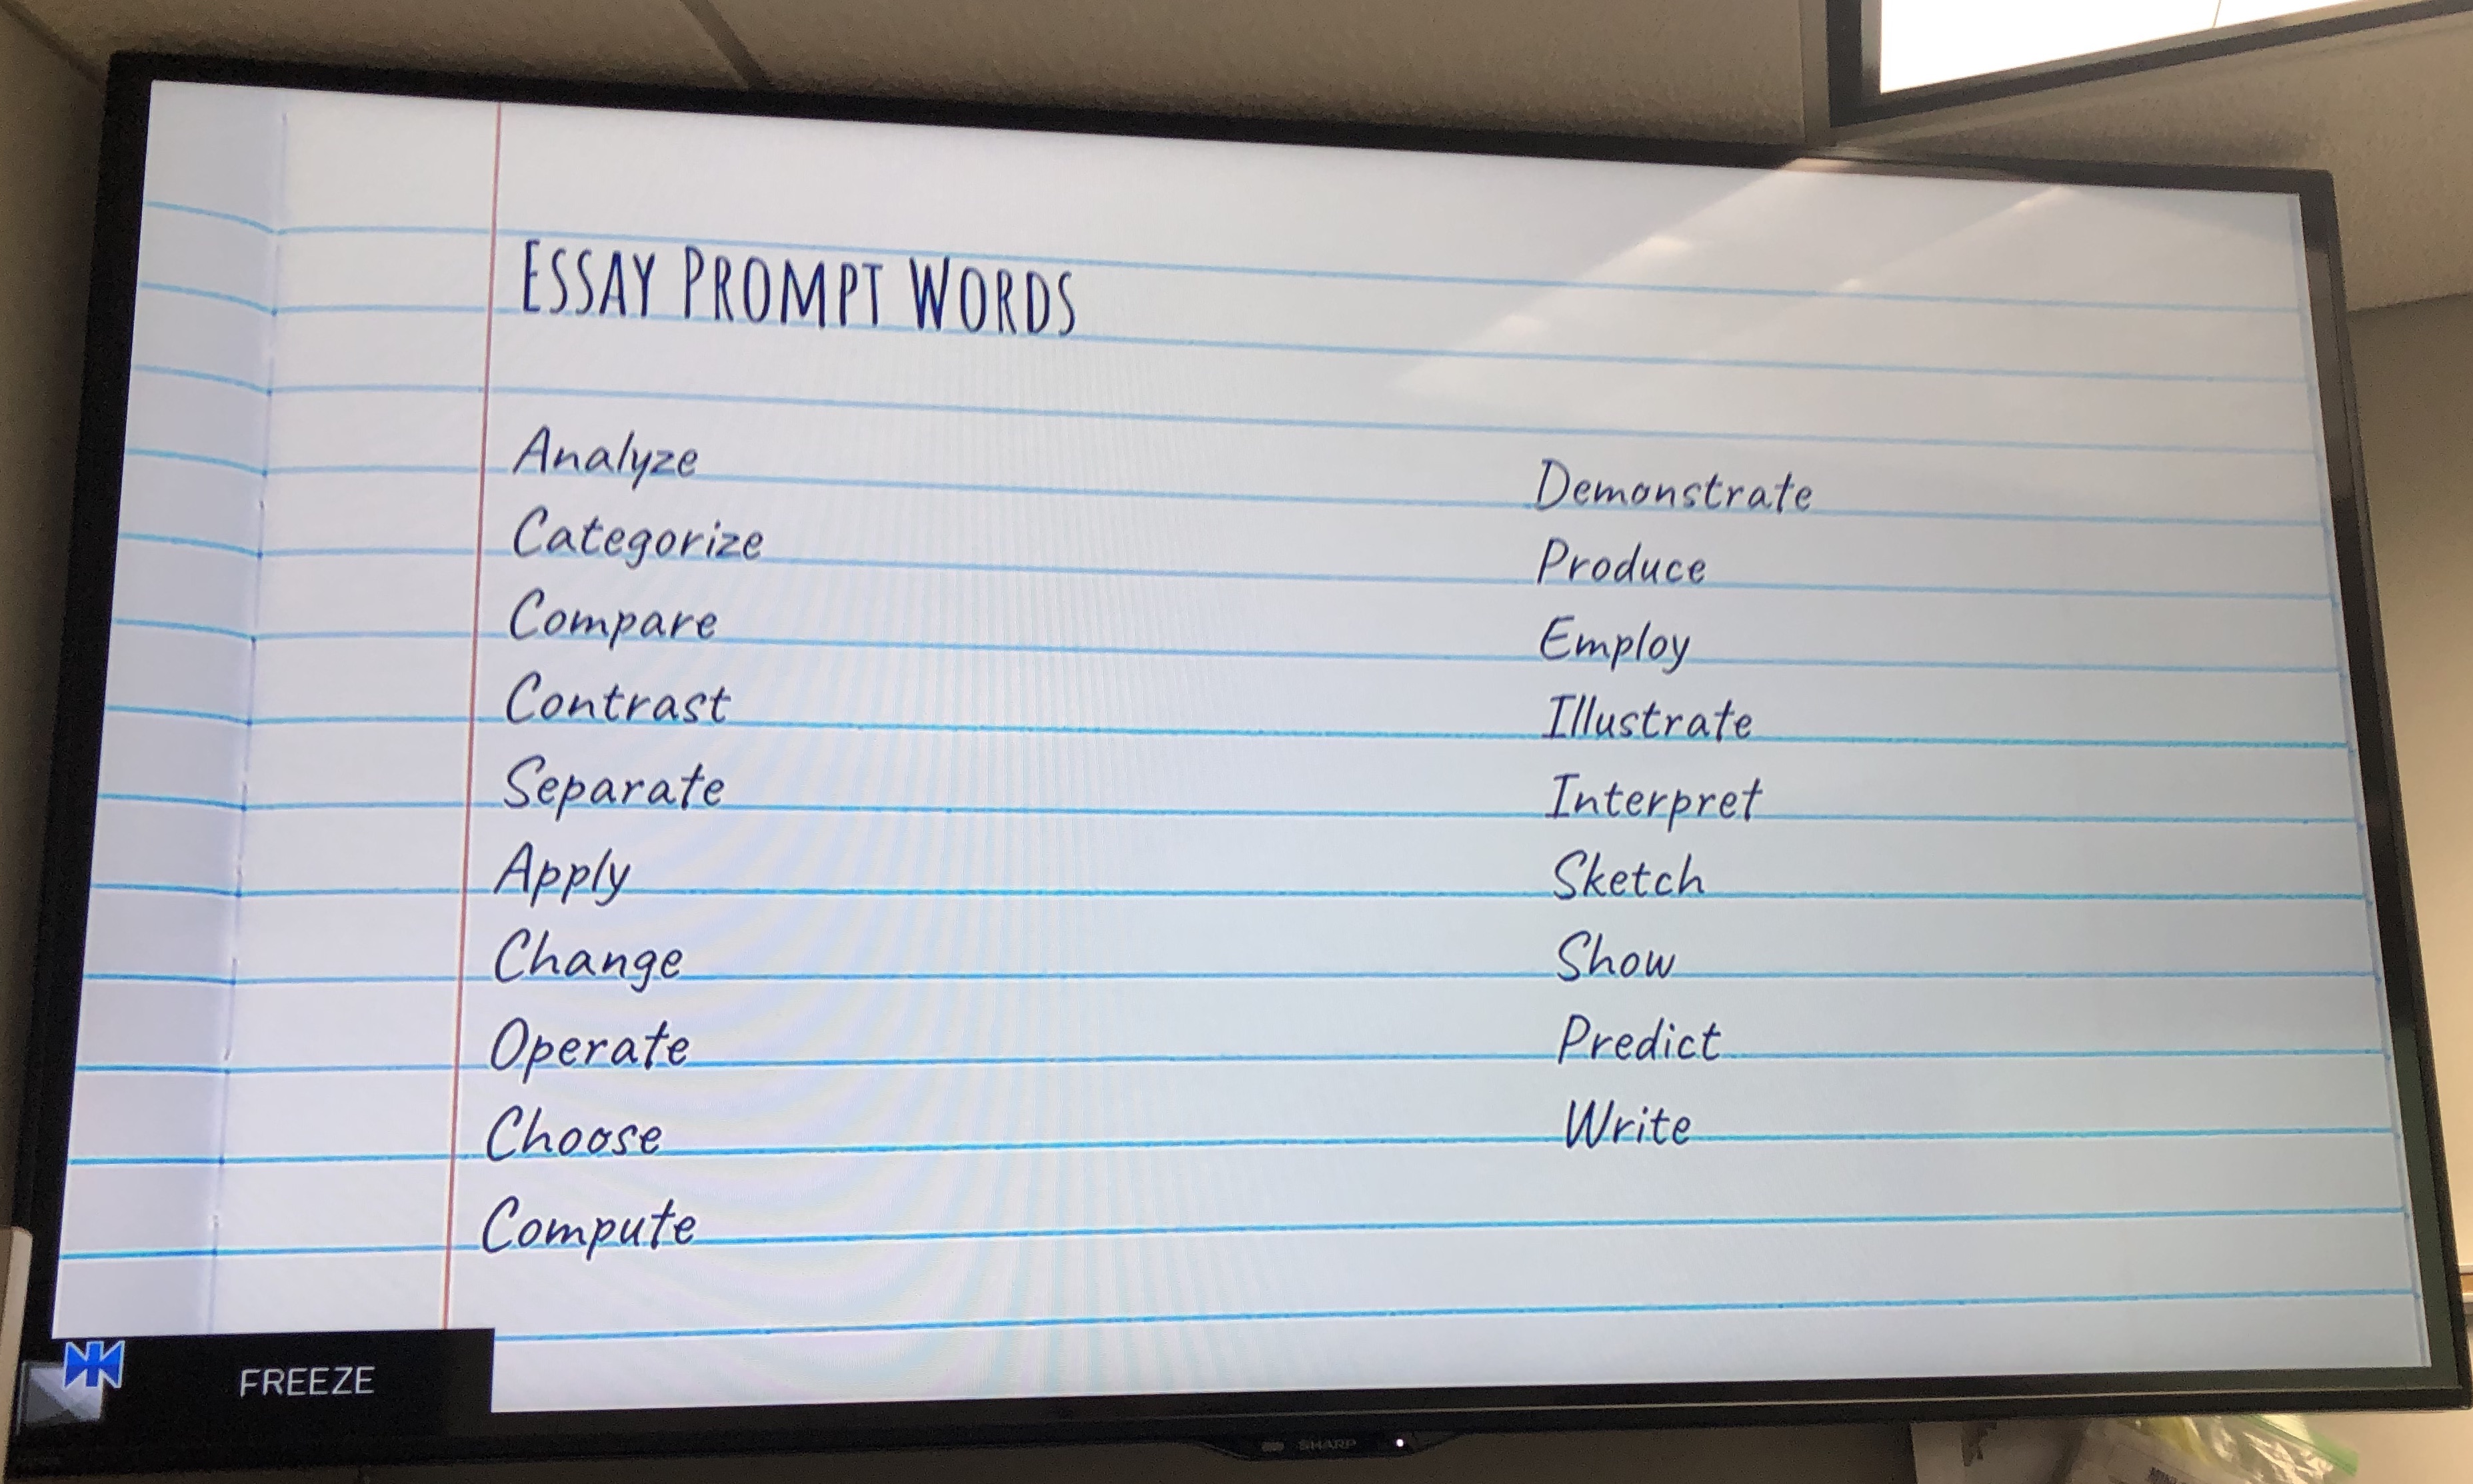 ESSAY PROMPT WORDS
Analyze
Categorize
Compare
Contrast
Separate
Apply
Change
Operate
Choose
Compute
Demonstrate
Produce
Employ
Illustrate
Interpret
Sketch
Show
Predict
Write
FREEZE
SHARP